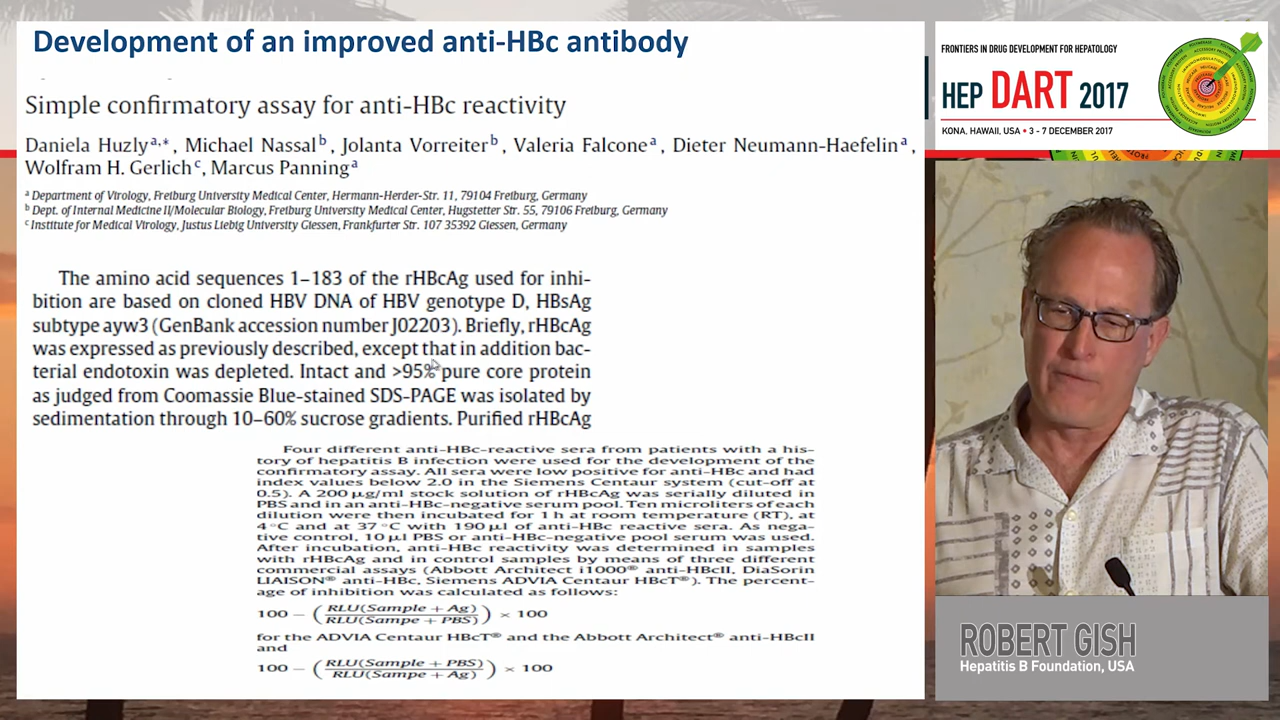 Development of an improved anti-HBc antibody
Simple confirmatory assay for anti-HBc reactivity
Daniela Huzly a,*, Michael Nassal b, Jolanta Vorreiter b, Valeria Falcone a, Dieter Neumann-Haefelin a,
Wolfram H. Gerlich c, Marcus Panning a
a Department of Virology, Freiburg University Medical Center, Hermann-Herder-Str. 11, 79104 Freiburg, Germany
b Dept. of Internal Medicine II/Molecular Biology, Freiburg University Medical Center, Hugstetter Str. 55, 79106 Freiburg, Germany
c Institute for Medical Virology, Justus Liebig University Giessen, Frankfurter Str. 107 35392 Giessen, Germany
The amino acid sequences 1–183 of the rHBcAg used for inhi-
bition are based on cloned HBV DNA of HBV genotype D, HBsAg
subtype ayw3 (GenBank accession number J02203). Briefly, rHBcAg
was expressed as previously described, except that in addition bac-
terial endotoxin was depleted. Intact and >95% pure core protein
as judged from Coomassie Blue-stained SDS-PAGE was isolated by
sedimentation through 10–60% sucrose gradients. Purified rHBcAg
Four different anti-HBc-reactive sera from patients with a his-
tory of hepatitis B infection were used for the development of the
confirmatory assay. All sera were low positive for anti-HBc and had
index values below 2.0 in the Siemens Centaur system (cut-off at
0.5). A 200 μg/ml stock solution of rHBcAg was serially diluted in
PBS and in an anti-HBc-negative serum pool. Ten microliters of each
dilution were then incubated for 1 h at room temperature (RT), at
4 °C and at 37 °C with 190 μl of anti-HBc reactive sera. As nega-
tive control, 10 μl PBS or anti-HBc-negative pool serum was used.
After incubation, anti-HBc reactivity was determined in samples
with rHBcAg and in control samples by means of three different
commercial assays (Abbott Architect i1000® anti-HBcII, DiaSorin
LIAISON® anti-HBc, Siemens ADVIA Centaur HBcT®). The percent-
age of inhibition was calculated as follows:
100 − (RLU(Sample + Ag) / RLU(Sampe + PBS)) × 100
for the ADVIA Centaur HBcT® and the Abbott Architect® anti-HBcII
and
100 − (RLU(Sample + PBS) / RLU(Sampe + Ag)) × 100
FRONTIERS IN DRUG DEVELOPMENT FOR HEPATOLOGY
HEP DART 2017
KONA, HAWAII, USA • 3 - 7 DECEMBER 2017
ROBERT GISH
Hepatitis B Foundation, USA